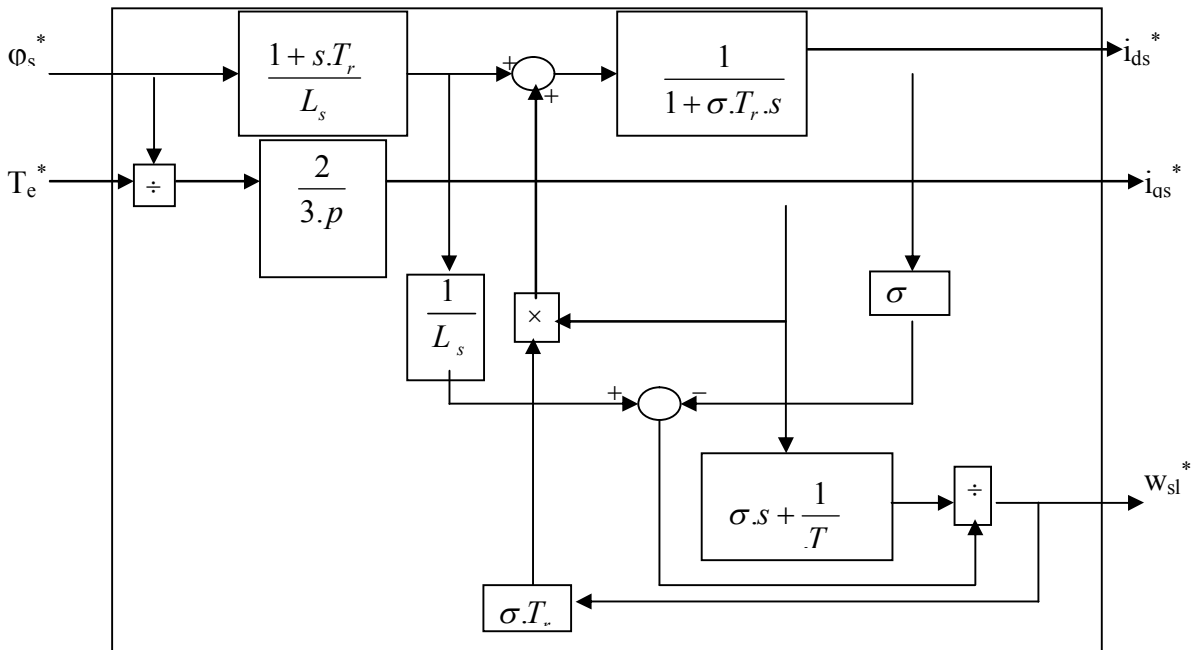 φs*
1 + s.Tr
Ls
+
+
1
1 + σ.Tr.s
ids*
Te*
÷
2
3.p
iqs*
1
Ls
×
σ
+
−
σ.s + 1
T
÷
wsl*
σ.Tr